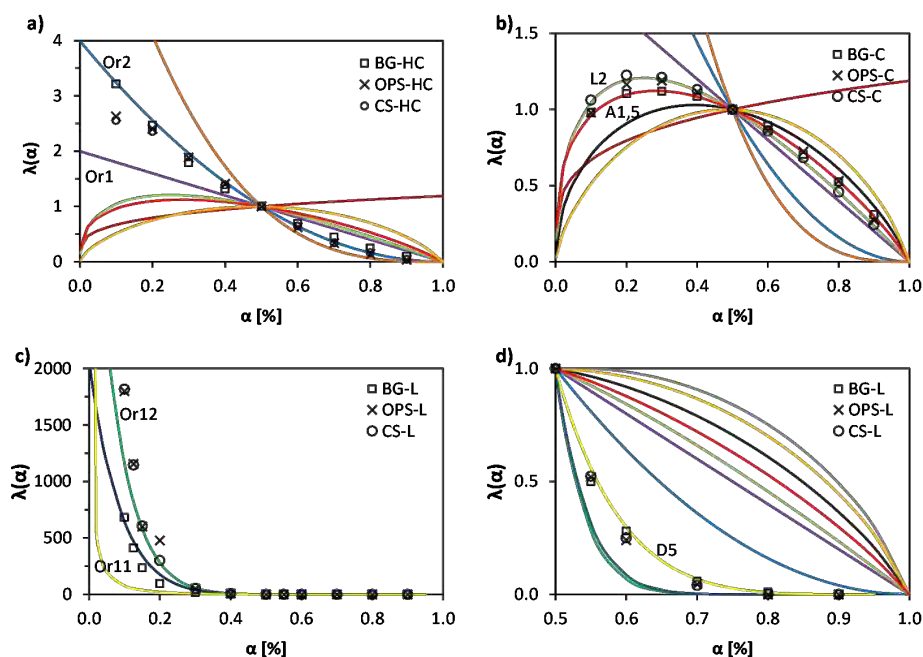 a)
4
3
2
1
0
λ(α)
Or2
Or1
BG-HC
OPS-HC
CS-HC
0.0
0.2
0.4
0.6
0.8
1.0
α [%]
b)
1.5
1.0
0.5
0.0
λ(α)
L2
A1,5
BG-C
OPS-C
CS-C
0.0
0.2
0.4
0.6
0.8
1.0
α [%]
c)
2000
1500
1000
500
0
λ(α)
Or12
Or11
BG-L
OPS-L
CS-L
0.0
0.2
0.4
0.6
0.8
1.0
α [%]
d)
1.0
0.5
0.0
λ(α)
D5
BG-L
OPS-L
CS-L
0.5
0.6
0.7
0.8
0.9
1.0
α [%]